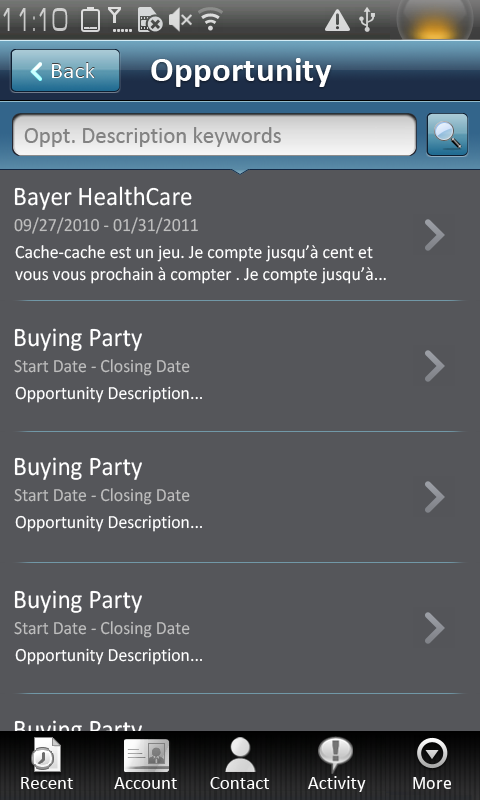 11:10
Back
Opportunity
Oppt. Description keywords
Bayer HealthCare
09/27/2010 - 01/31/2011
Cache-cache est un jeu. Je compte jusqu’à cent et
vous vous prochain à compter . Je compte jusqu’à...
Buying Party
Start Date - Closing Date
Opportunity Description...
Buying Party
Start Date - Closing Date
Opportunity Description...
Buying Party
Start Date - Closing Date
Opportunity Description...
Buying Party
Recent
Account
Contact
Activity
More